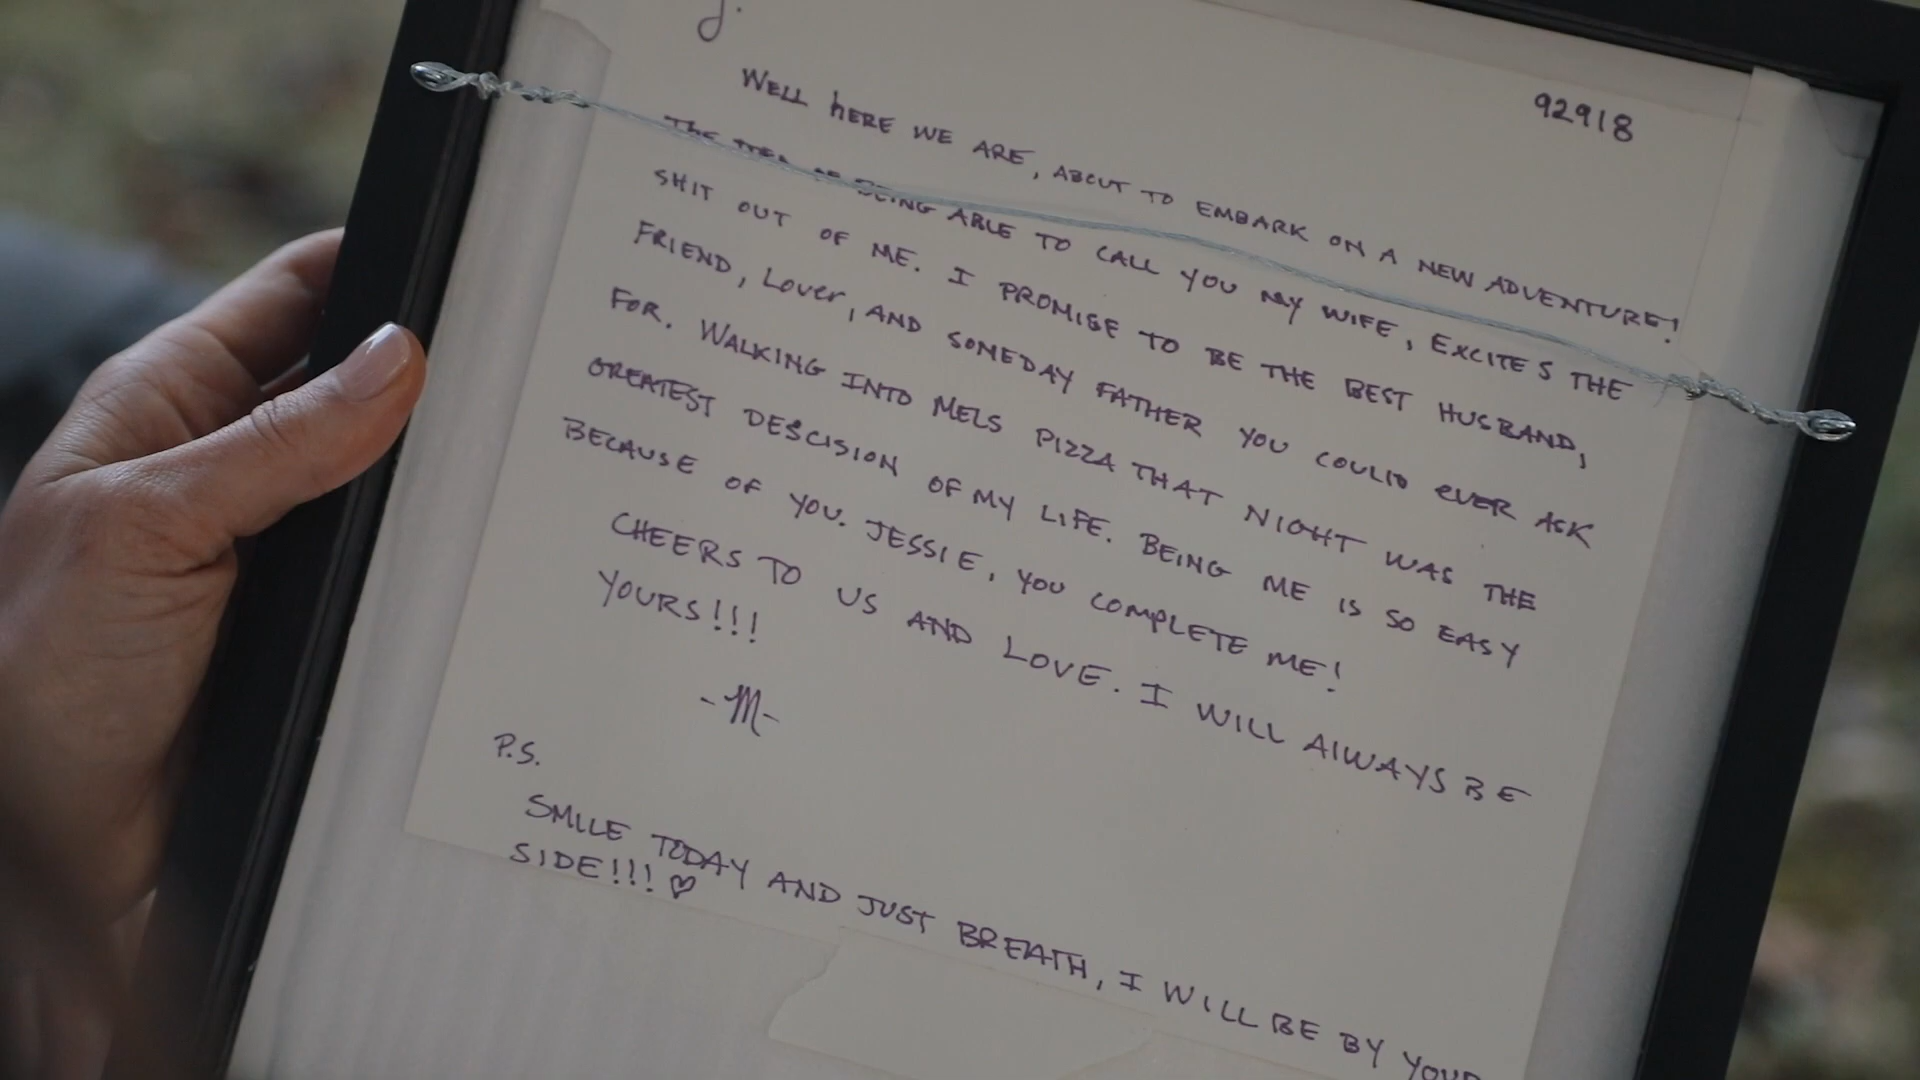 J.
92918
WELL HERE WE ARE, ABOUT TO EMBARK ON A NEW ADVENTURE!
THE IDEA OF BEING ABLE TO CALL YOU MY WIFE, EXCITES THE
SHIT OUT OF ME. I PROMISE TO BE THE BEST HUSBAND,
FRIEND, LOVER, AND SOMEDAY FATHER YOU COULD EVER ASK
FOR. WALKING INTO MELS PIZZA THAT NIGHT WAS THE
GREATEST DESCISION OF MY LIFE. BEING ME IS SO EASY
BECAUSE OF YOU. JESSIE, YOU COMPLETE ME!
CHEERS TO US AND LOVE. I WILL ALWAYS BE
YOURS!!!
-M-
P.S.
SMILE TODAY AND JUST BREATH, I WILL BE BY YOUR
SIDE!!! ♡